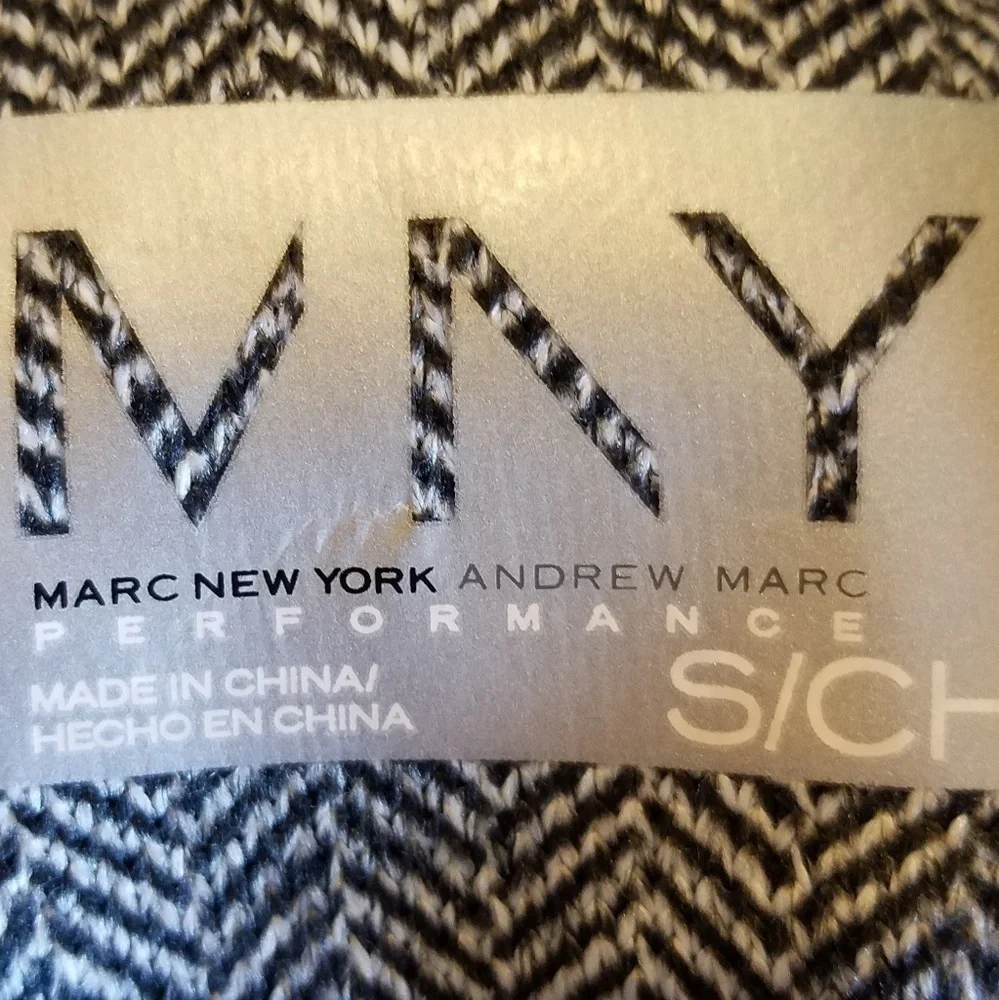 MNY
MARC NEW YORK ANDREW MARC
PERFORMANCE
MADE IN CHINA/
HECHO EN CHINA
S/CH